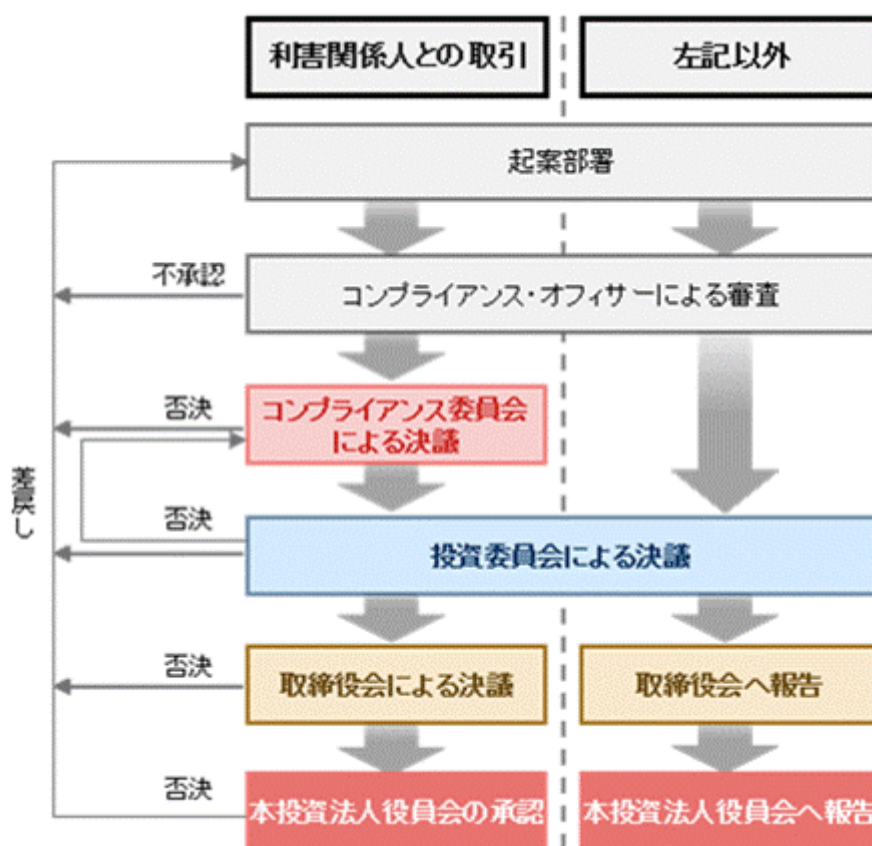 利害関係人との取引
左記以外
起案部署
不承認
コンプライアンス・オフィサーによる審査
否決
コンプライアンス委員会
による決議
差戻し
否決
投資委員会による決議
否決
取締役会による決議
取締役会へ報告
否決
本投資法人役員会の承認
本投資法人役員会へ報告